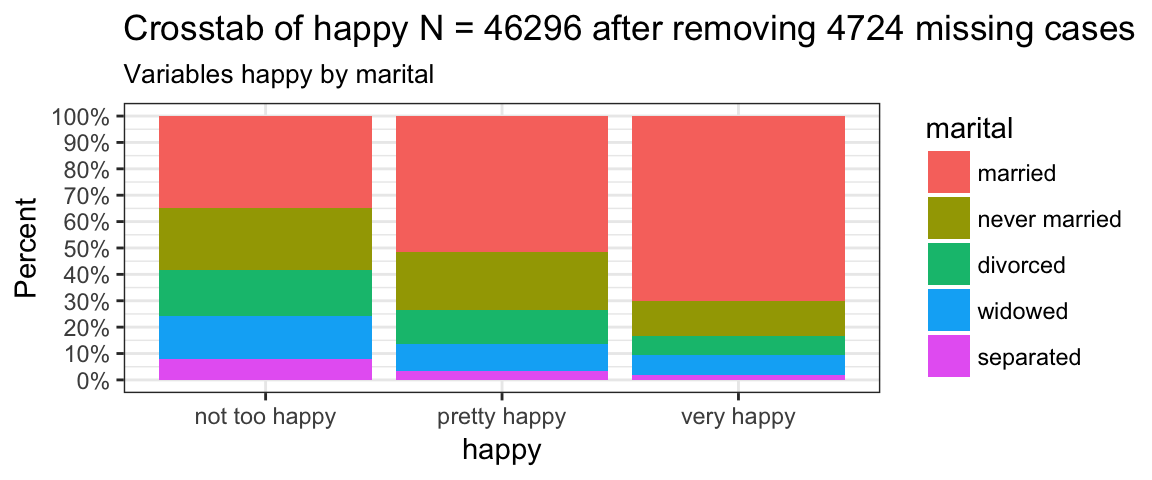 Crosstab of happy N = 46296 after removing 4724 missing cases
Variables happy by marital
100%
90%
80%
70%
60%
50%
40%
30%
20%
10%
0%
Percent
not too happy
pretty happy
very happy
happy
marital
married
never married
divorced
widowed
separated